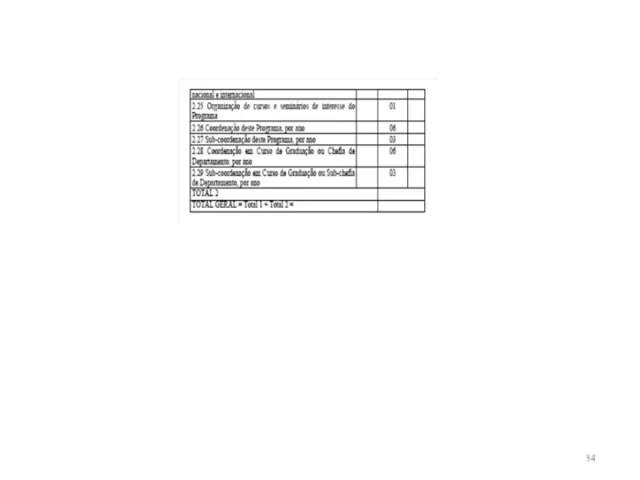 nacional e internacional
2.25 Organização de cursos e seminários de interesse do 01
Programa
2.26 Coordenação deste Programa, por ano 06
2.27 Sub-coordenação deste Programa, por ano 03
2.28 Coordenação em Curso de Graduação ou Chefia de 06
Departamento, por ano
2.29 Sub-coordenação em Curso de Graduação ou Sub-chefia 03
de Departamento, por ano
TOTAL 2
TOTAL GERAL = Total 1 + Total 2 =
54